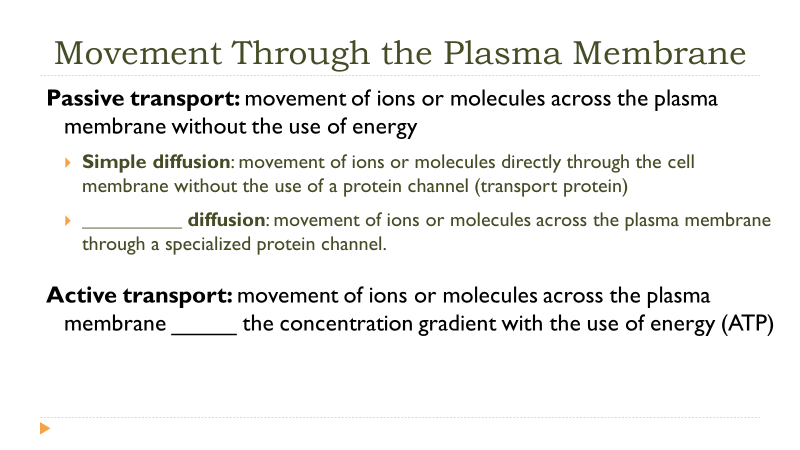 Movement Through the Plasma Membrane
Passive transport: movement of ions or molecules across the plasma
membrane without the use of energy
Simple diffusion: movement of ions or molecules directly through the cell
membrane without the use of a protein channel (transport protein)
__________ diffusion: movement of ions or molecules across the plasma membrane
through a specialized protein channel.
Active transport: movement of ions or molecules across the plasma
membrane _____ the concentration gradient with the use of energy (ATP)